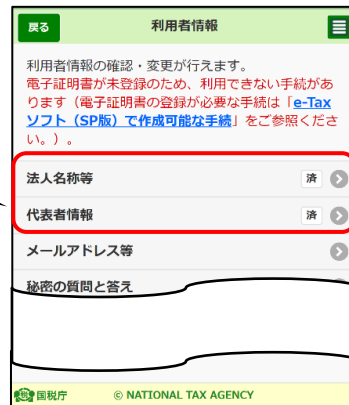 戻る 利用者情報
利用者情報の確認・変更が行えます。
電子証明書が未登録のため、利用できない手続があ
ります（電子証明書の登録が必要な手続は「e-Tax
ソフト（SP版）で作成可能な手続」をご参照くださ
い。）。
法人名称等 済
代表者情報 済
メールアドレス等
秘密の質問と答え
国税庁 © NATIONAL TAX AGENCY